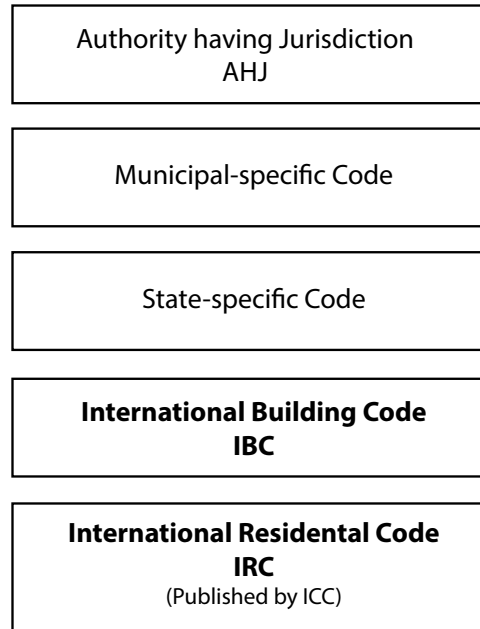 Authority having Jurisdiction
AHJ
Municipal-specific Code
State-specific Code
International Building Code
IBC
International Residental Code
IRC
(Published by ICC)